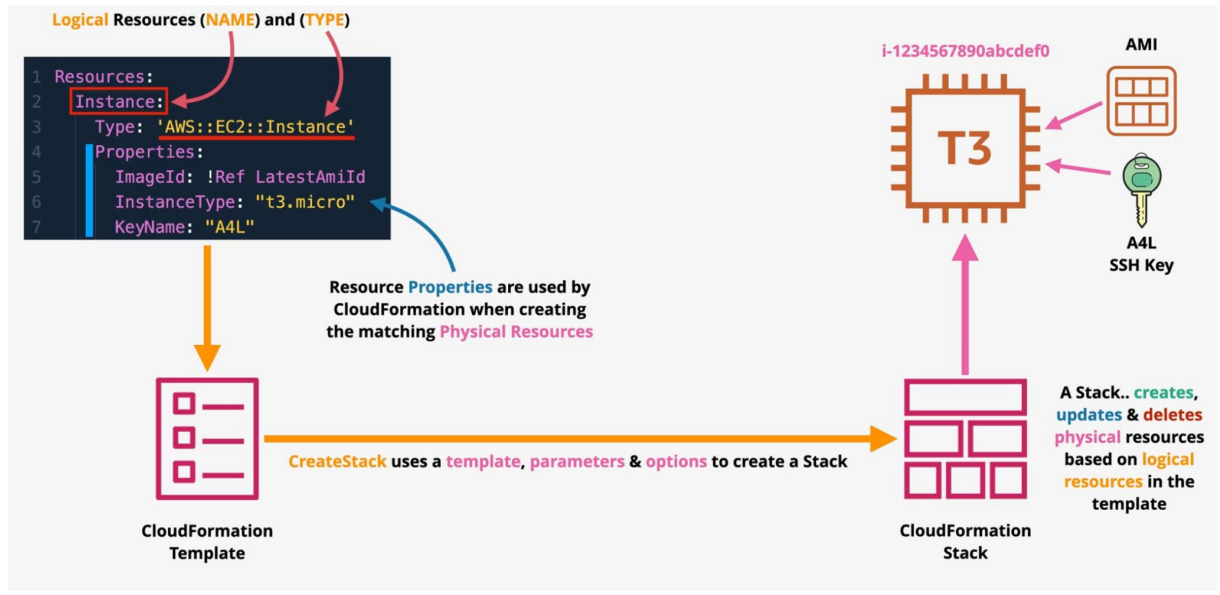 Logical Resources (NAME) and (TYPE)
1 Resources:
2 Instance:
3 Type: 'AWS::EC2::Instance'
4 Properties:
5 ImageId: !Ref LatestAmiId
6 InstanceType: "t3.micro"
7 KeyName: "A4L"
Resource Properties are used by
CloudFormation when creating
the matching Physical Resources
i-1234567890abcdef0
AMI
T3
A4L
SSH Key
CreateStack uses a template, parameters & options to create a Stack
A Stack.. creates,
updates & deletes
physical resources
based on logical
resources in the
template
CloudFormation
Template
CloudFormation
Stack